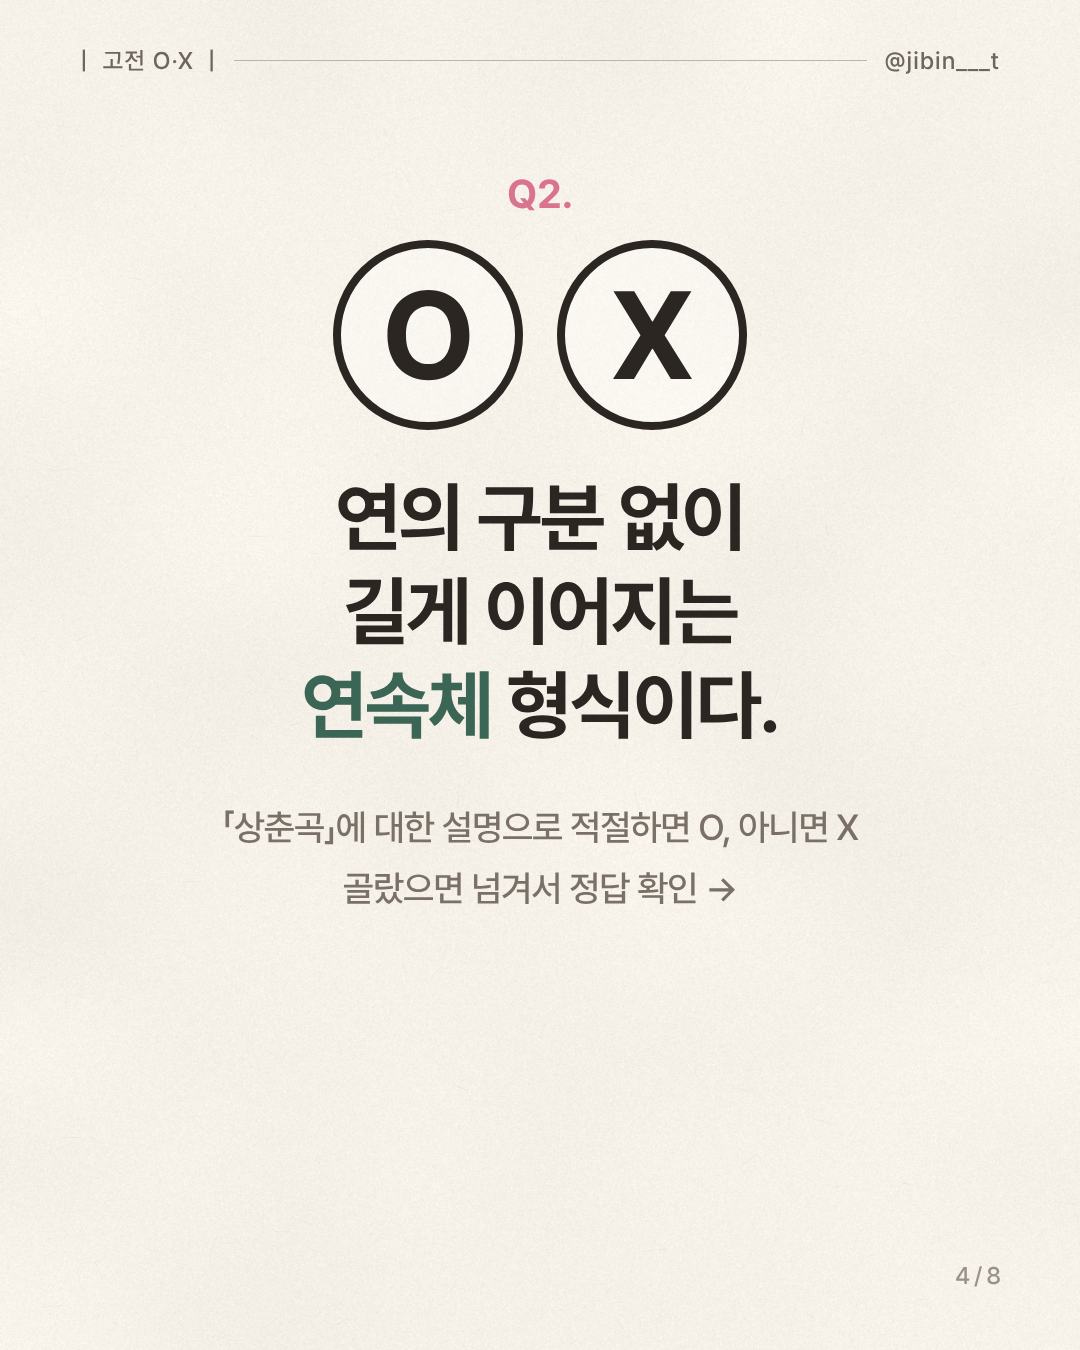 | 고전 O·X | @jibin___t
Q2.
O X
연의 구분 없이
길게 이어지는
연속체 형식이다.
「상춘곡」에 대한 설명으로 적절하면 O, 아니면 X
골랐으면 넘겨서 정답 확인 →
4/8